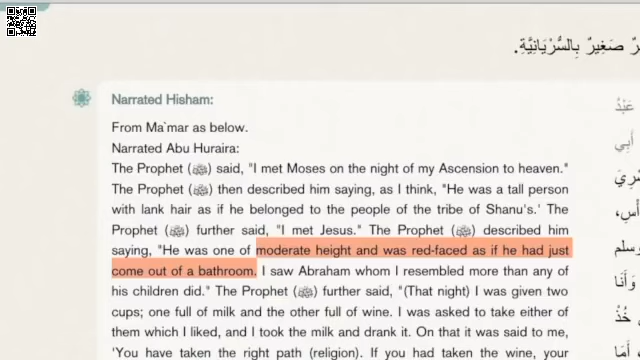 رٌ صَغِيرٌ بِالسُّرْيَانِيَّةِ.
Narrated Hisham:
From Ma`mar as below.
Narrated Abu Huraira:
The Prophet (ﷺ) said, "I met Moses on the night of my Ascension to heaven."
The Prophet (ﷺ) then described him saying, as I think, "He was a tall person
with lank hair as if he belonged to the people of the tribe of Shanu's.' The
Prophet (ﷺ) further said, "I met Jesus." The Prophet (ﷺ) described him
saying, "He was one of moderate height and was red-faced as if he had just
come out of a bathroom. I saw Abraham whom I resembled more than any of
his children did." The Prophet (ﷺ) further said, "(That night) I was given two
cups; one full of milk and the other full of wine. I was asked to take either of
them which I liked, and I took the milk and drank it. On that it was said to me,
'You have taken the right path (religion). If you had taken the wine, your
عَبْدُ
أَبِي
وسلم
وَأَنَا
خُذْ
أَمَا